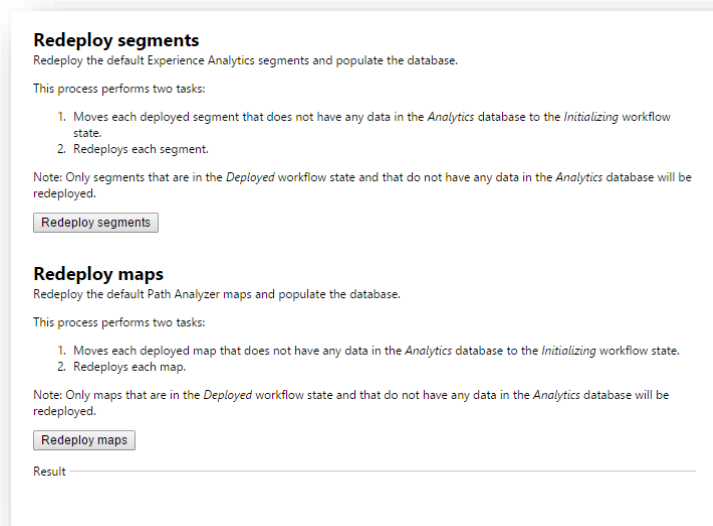 Redeploy segments
Redeploy the default Experience Analytics segments and populate the database.
This process performs two tasks:
1. Moves each deployed segment that does not have any data in the Analytics database to the Initializing workflow
state.
2. Redeploys each segment.
Note: Only segments that are in the Deployed workflow state and that do not have any data in the Analytics database will be
redeployed.
Redeploy segments
Redeploy maps
Redeploy the default Path Analyzer maps and populate the database.
This process performs two tasks:
1. Moves each deployed map that does not have any data in the Analytics database to the Initializing workflow state.
2. Redeploys each map.
Note: Only maps that are in the Deployed workflow state and that do not have any data in the Analytics database will be
redeployed.
Redeploy maps
Result